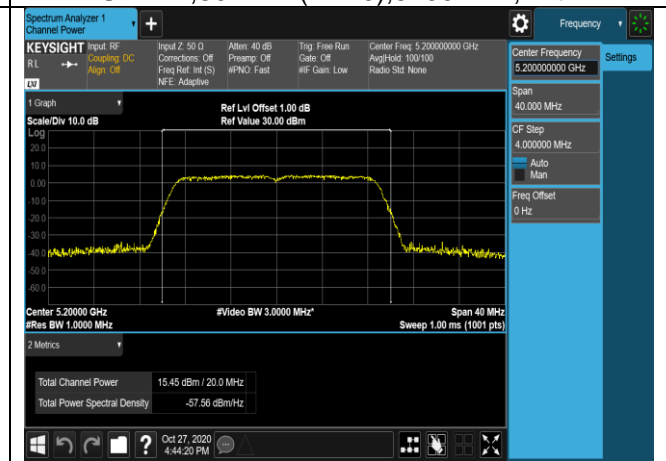 Spectrum Analyzer 1
Channel Power
+
Frequency
KEYSIGHT
RL
LXI
Input: RF
Coupling: DC
Align: Off
Input Z: 50 Ω
Corrections: Off
Freq Ref: Int (S)
NFE: Adaptive
Atten: 40 dB
Preamp: Off
#PNO: Fast
Trig: Free Run
Gate: Off
#IF Gain: Low
Center Freq: 5.200000000 GHz
Avg|Hold: 100/100
Radio Std: None
Center Frequency
5.200000000 GHz
Settings
Span
40.000 MHz
CF Step
4.000000 MHz
Auto
Man
Freq Offset
0 Hz
1 Graph
Scale/Div 10.0 dB
Ref Lvl Offset 1.00 dB
Ref Value 30.00 dBm
Log
20.0
10.0
0.00
-10.0
-20.0
-30.0
-40.0
-50.0
-60.0
Center 5.20000 GHz
#Video BW 3.0000 MHz*
Span 40 MHz
#Res BW 1.0000 MHz
Sweep 1.00 ms (1001 pts)
2 Metrics
Total Channel Power 15.45 dBm / 20.0 MHz
Total Power Spectral Density -57.56 dBm/Hz
?
Oct 27, 2020
4:44:20 PM